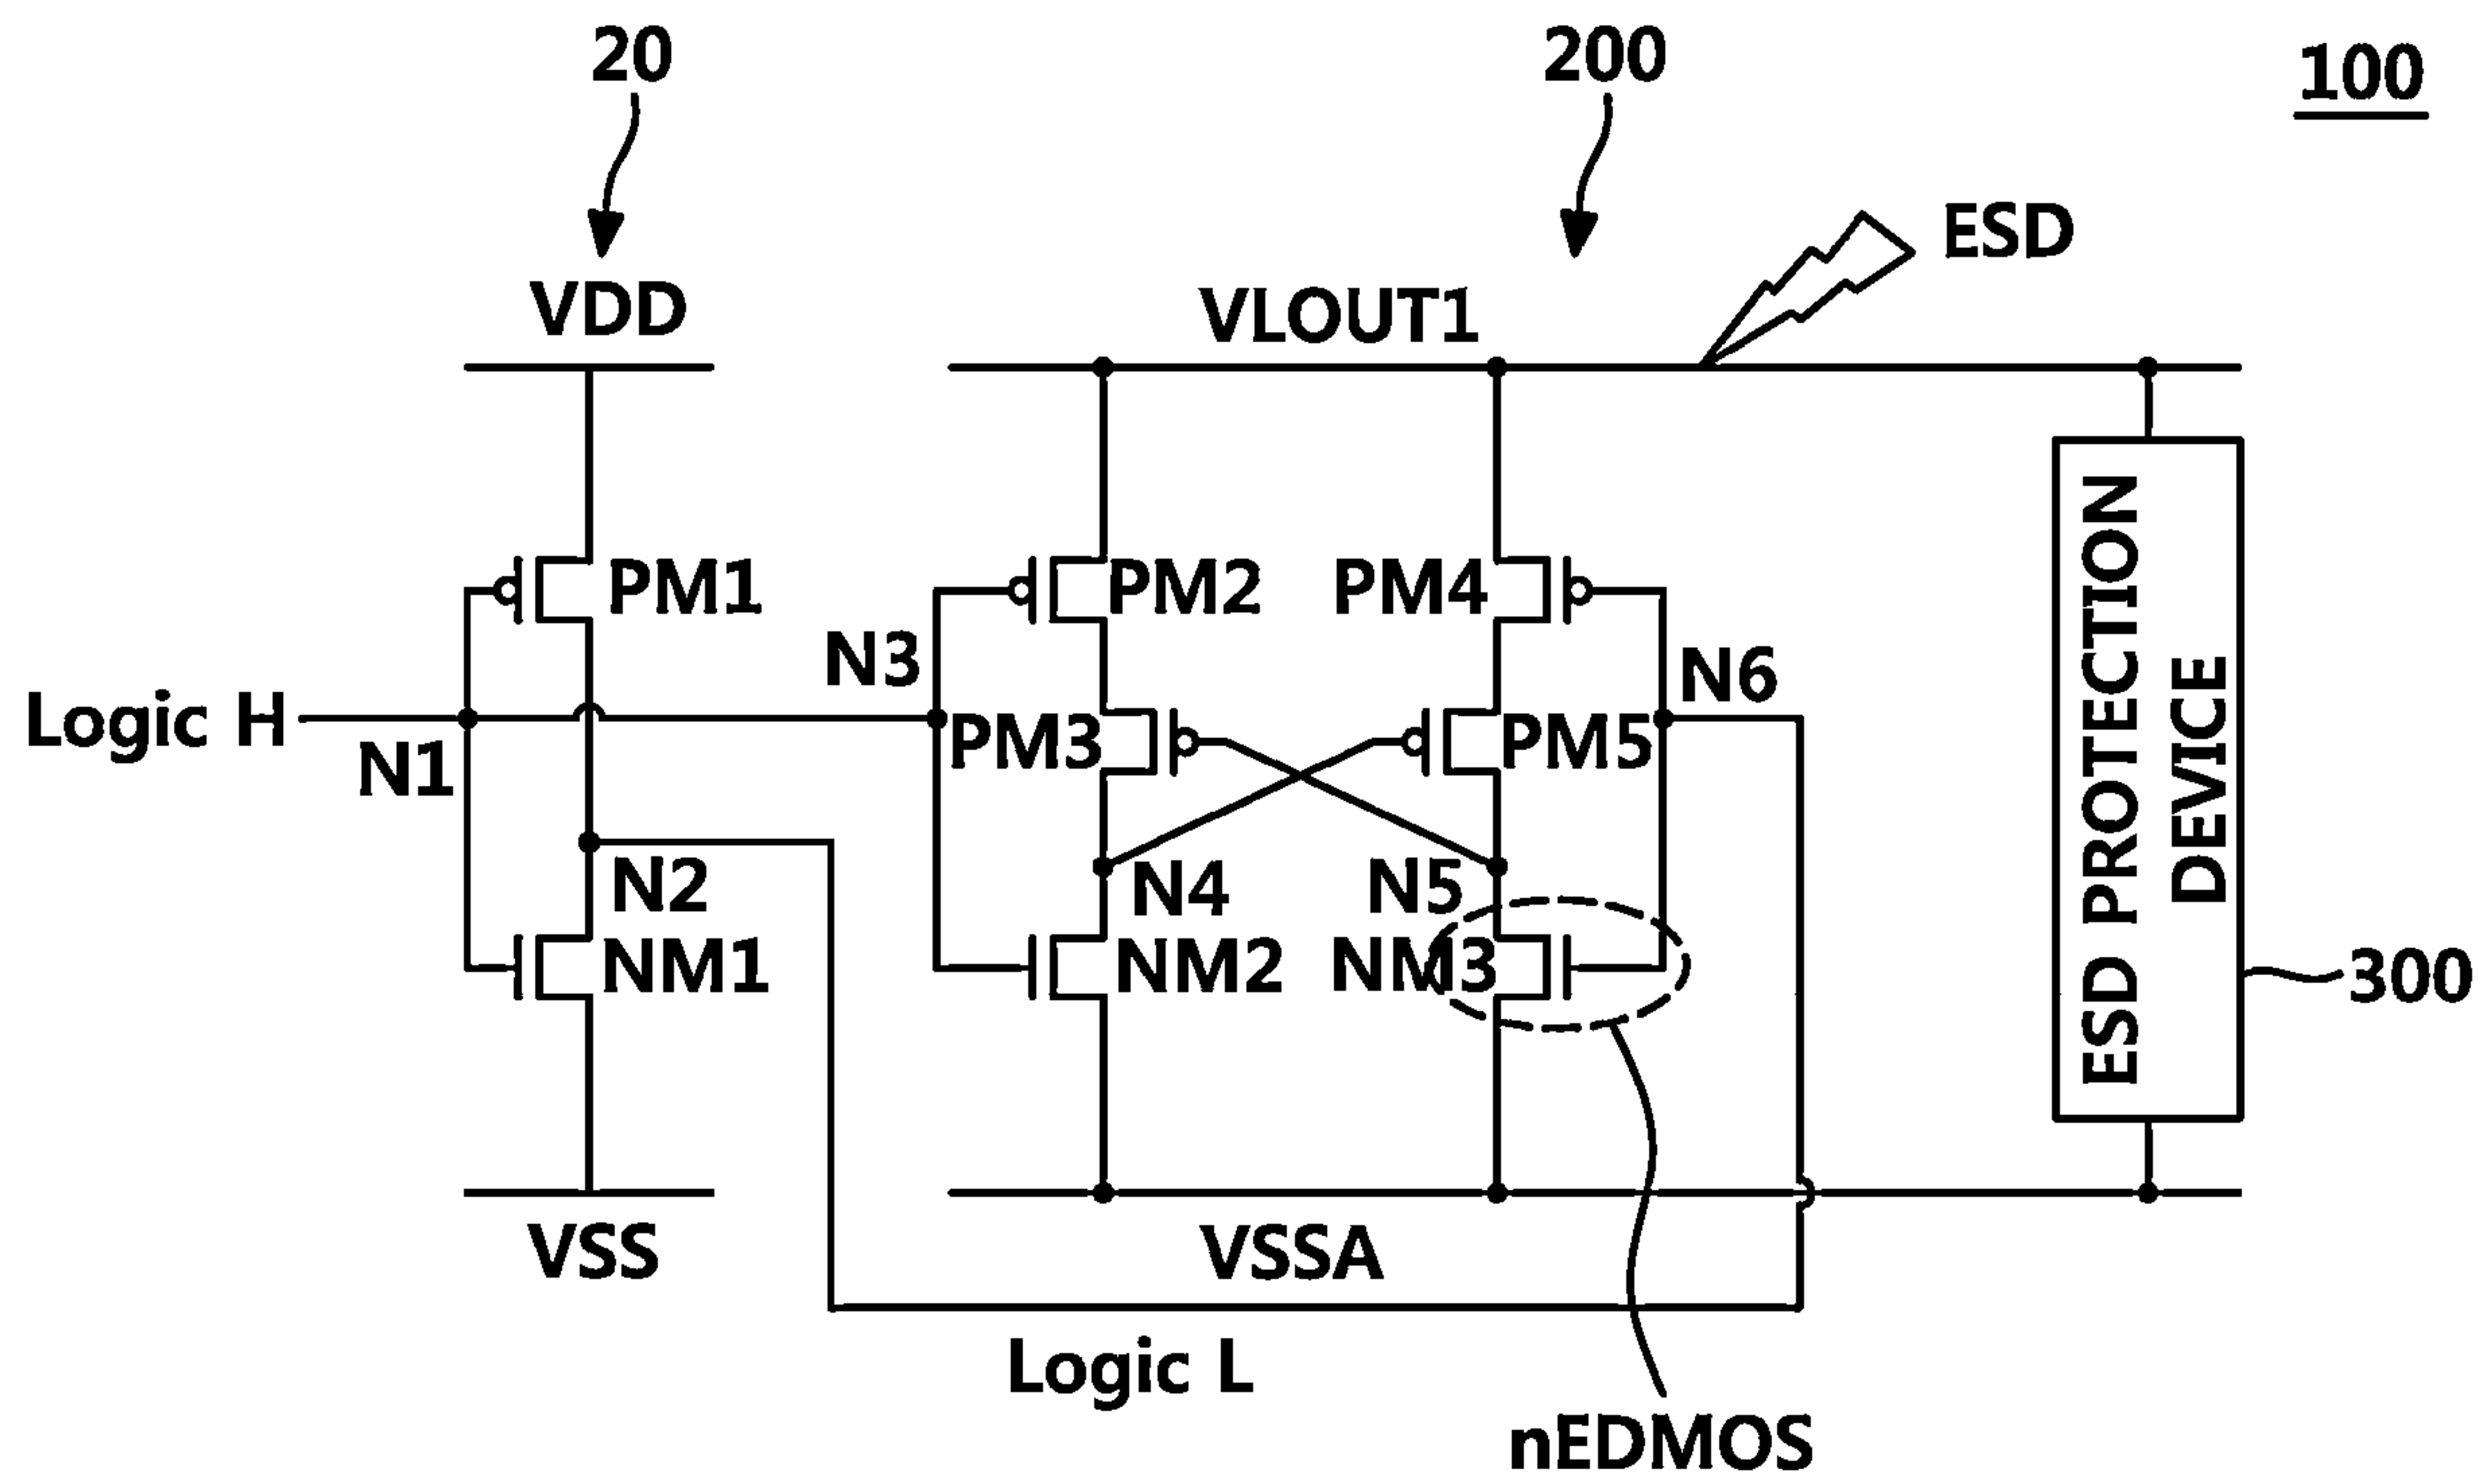 20
200
100
ESD
VDD
VLOUT1
PM1
PM2
PM4
N3
N6
Logic H
PM3
PM5
N1
N2
N4
N5
NM1
NM2
NM3
ESD PROTECTION
DEVICE
300
VSS
VSSA
Logic L
nEDMOS